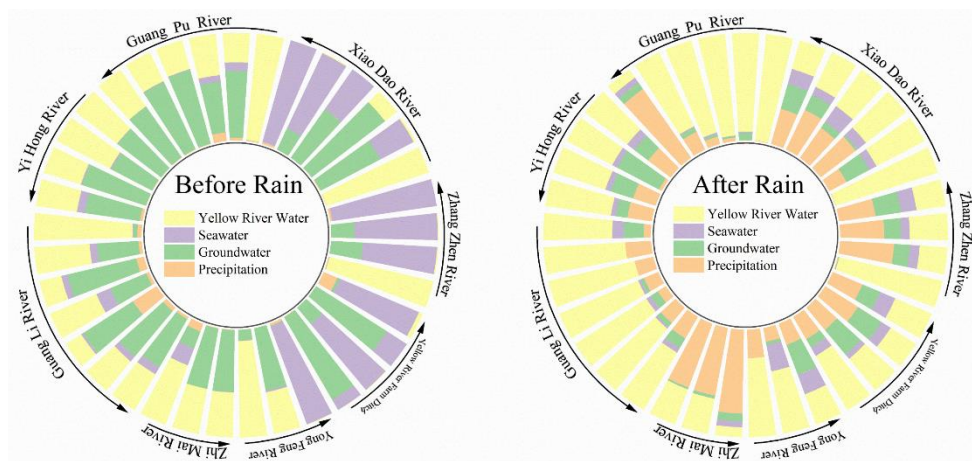 Guang Pu River
Xiao Dao River
Yi Hong River
Before Rain
Yellow River Water
Seawater
Groundwater
Precipitation
Zhang Zhen River
Guang Li River
Yellow River Farm Ditch
Zhi Mai River
Yong Feng River
Guang Pu River
Xiao Dao River
Yi Hong River
After Rain
Yellow River Water
Seawater
Groundwater
Precipitation
Zhang Zhen River
Guang Li River
Yellow River Farm Ditch
Zhi Mai River
Yong Feng River